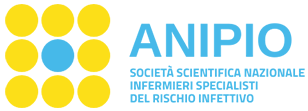 ANIPIO
SOCIETÀ SCIENTIFICA NAZIONALE
INFERMIERI SPECIALISTI
DEL RISCHIO INFETTIVO